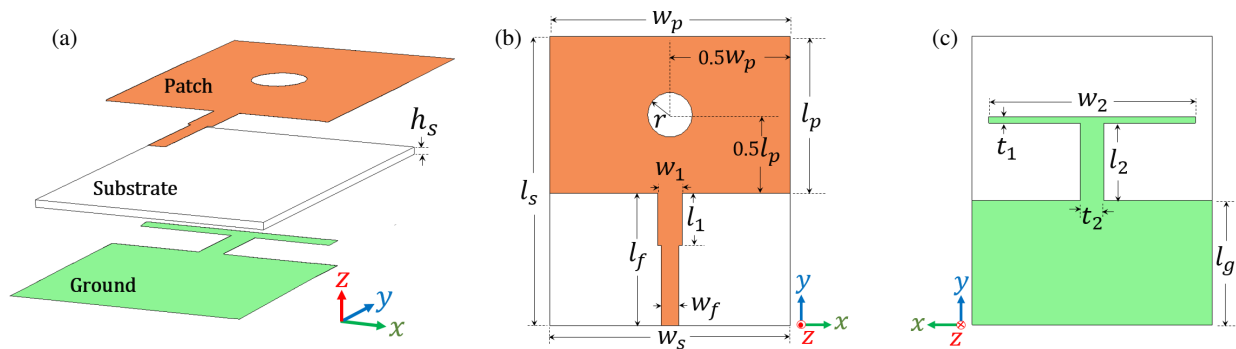 (a)
Patch
h_s
Substrate
Ground
z
y
x
(b)
w_p
0.5w_p
r
l_p
0.5l_p
l_s
w_1
l_1
l_f
w_f
w_s
y
z
x
(c)
w_2
t_1
l_2
t_2
l_g
y
x
z